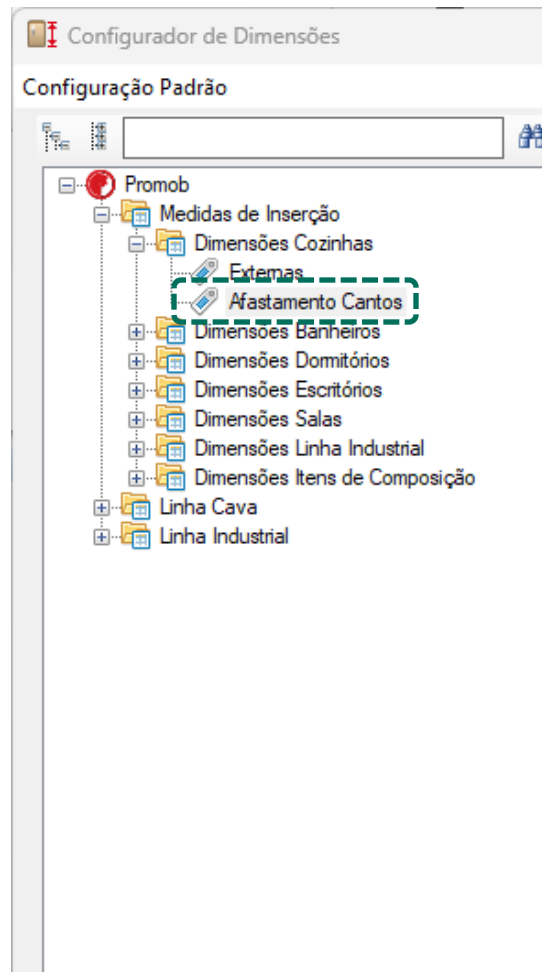 Configurador de Dimensões
Configuração Padrão
Promob
Medidas de Inserção
Dimensões Cozinhas
Externas
Afastamento Cantos
Dimensões Banheiros
Dimensões Dormitórios
Dimensões Escritórios
Dimensões Salas
Dimensões Linha Industrial
Dimensões Itens de Composição
Linha Cava
Linha Industrial